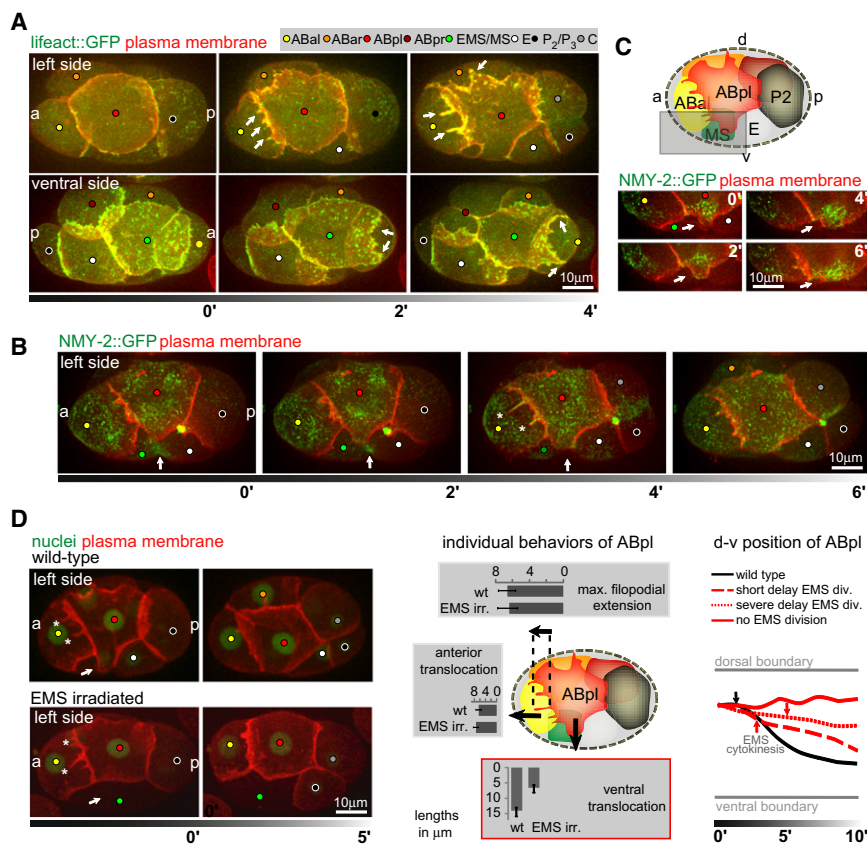 A
lifeact::GFP plasma membrane
ABal ABar ABpl ABpr EMS/MS E P2/P3 C
left side
a
p
ventral side
p
a
10µm
0'
2'
4'
C
d
a
ABal
ABpl
P2
p
MS
E
v
NMY-2::GFP plasma membrane
0'
4'
2'
10µm
6'
B
NMY-2::GFP plasma membrane
left side
a
p
10µm
0'
2'
4'
6'
D
nuclei plasma membrane
wild-type
left side
a
p
EMS irradiated
left side
a
p
0'
10µm
0'
5'
individual behaviors of ABpl
8 4 0
wt
EMS irr.
max. filopodial
extension
anterior
translocation
8 4 0
wt
EMS irr.
ABpl
0
5
10
15
wt EMS irr.
ventral
translocation
lengths
in µm
d-v position of ABpl
wild type
short delay EMS div.
severe delay EMS div.
no EMS division
dorsal boundary
EMS
cytokinesis
ventral boundary
0' 5' 10'